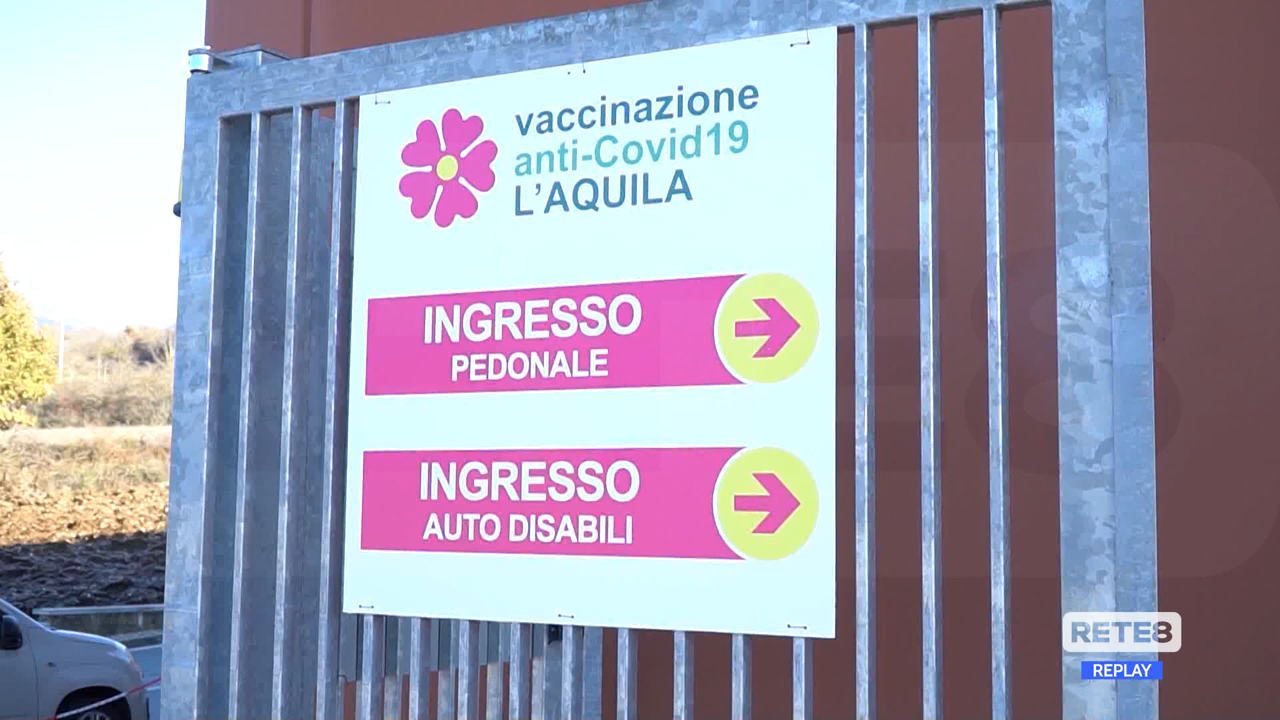 vaccinazione
anti-Covid19
L'AQUILA
INGRESSO
PEDONALE
INGRESSO
AUTO DISABILI
RETE8
REPLAY